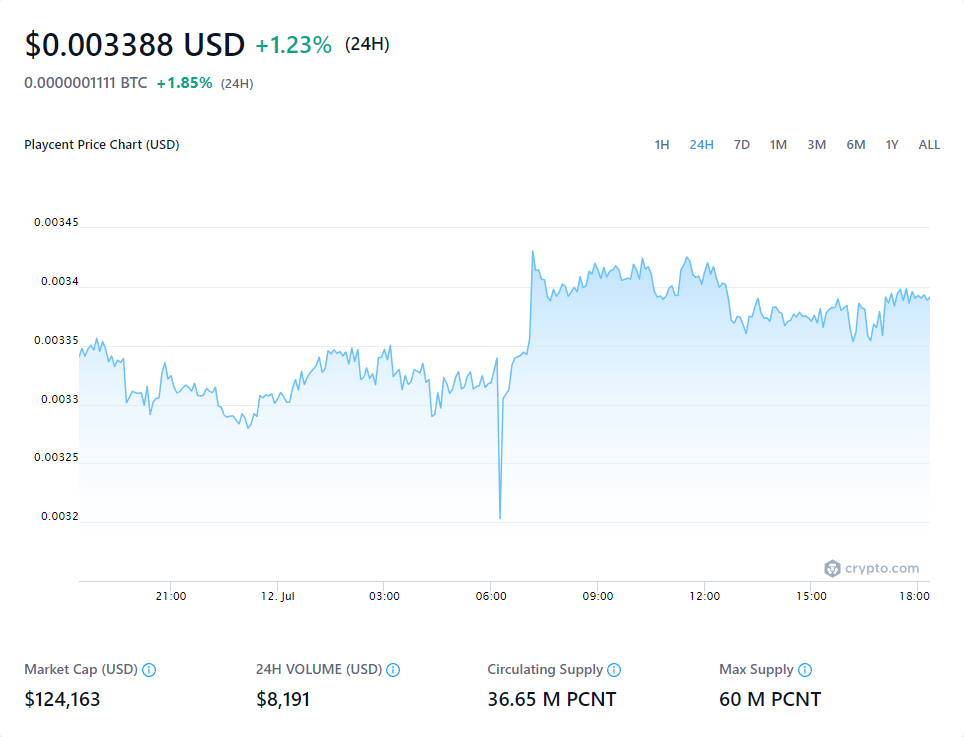 $0.003388 USD +1.23% (24H)
0.0000001111 BTC +1.85% (24H)
Playcent Price Chart (USD) 1H 24H 7D 1M 3M 6M 1Y ALL
0.00345
0.0034
0.00335
0.0033
0.00325
0.0032
crypto.com
21:00 12. Jul 03:00 06:00 09:00 12:00 15:00 18:00
Market Cap (USD) 24H VOLUME (USD) Circulating Supply Max Supply
$124,163 $8,191 36.65 M PCNT 60 M PCNT